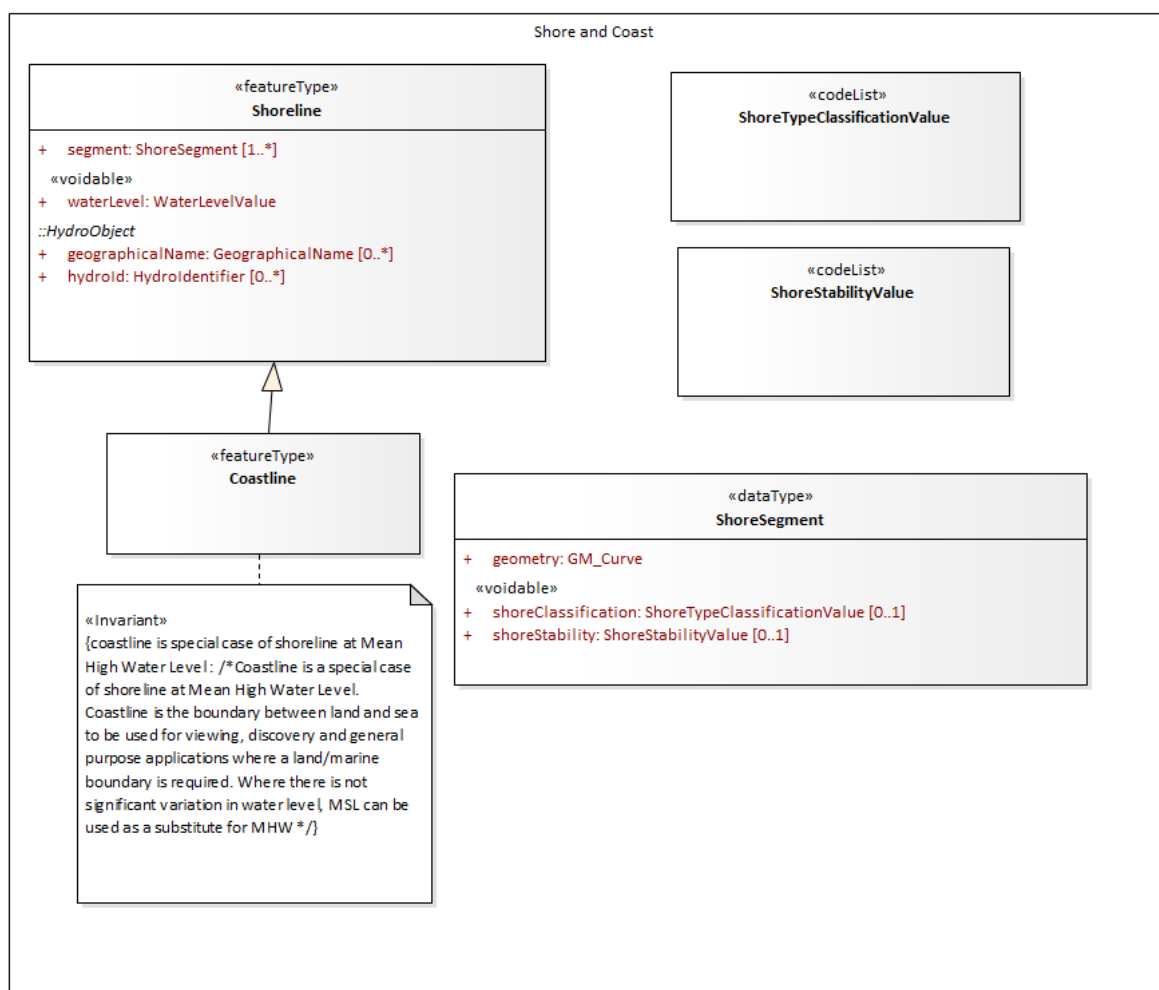 Shore and Coast
«featureType»
Shoreline
+ segment: ShoreSegment [1..*]
«voidable»
+ waterLevel: WaterLevelValue
::HydroObject
+ geographicalName: GeographicalName [0..*]
+ hydroId: HydroIdentifier [0..*]
«codeList»
ShoreTypeClassificationValue
«codeList»
ShoreStabilityValue
«featureType»
Coastline
«dataType»
ShoreSegment
+ geometry: GM_Curve
«voidable»
+ shoreClassification: ShoreTypeClassificationValue [0..1]
+ shoreStability: ShoreStabilityValue [0..1]
«Invariant»
{coastline is special case of shoreline at Mean
High Water Level : /*Coastline is a special case
of shoreline at Mean High Water Level.
Coastline is the boundary between land and sea
to be used for viewing, discovery and general
purpose applications where a land/marine
boundary is required. Where there is not
significant variation in water level, MSL can be
used as a substitute for MHW */}